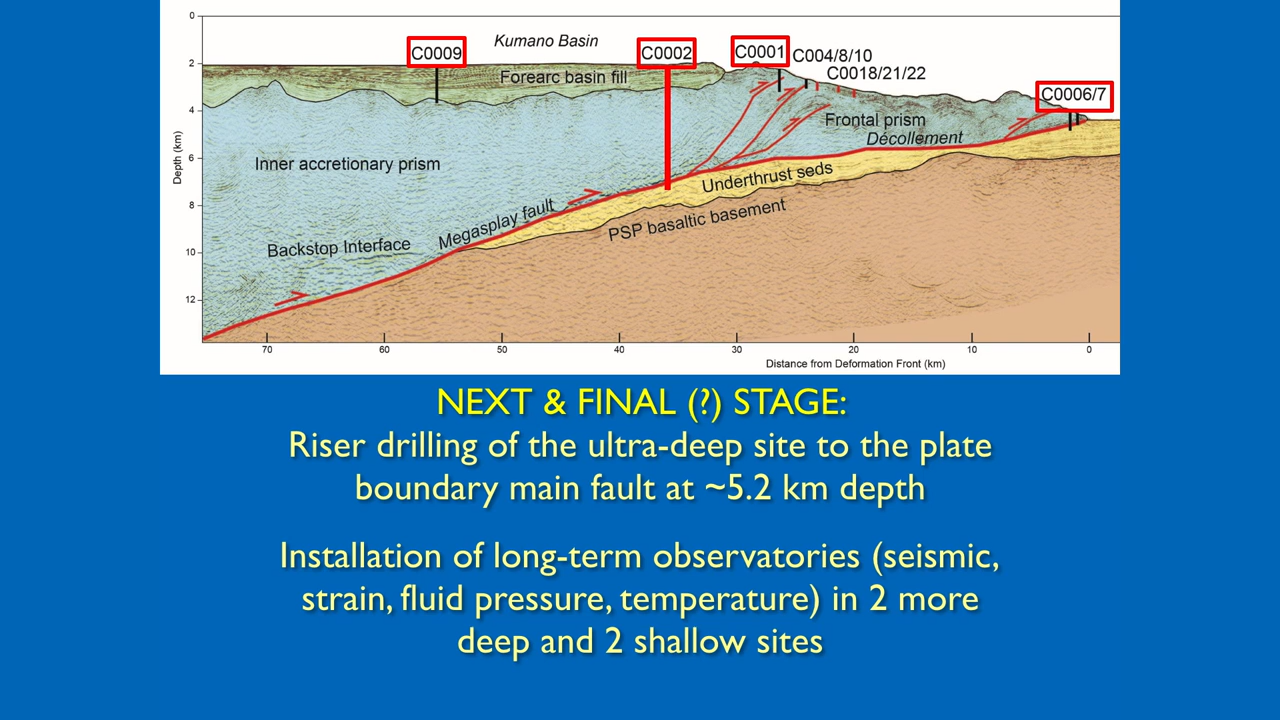 0
2
4
6
8
10
12
Depth (km)
C0009
Kumano Basin
C0002
C0001
C004/8/10
C0018/21/22
C0006/7
Forearc basin fill
Frontal prism
Décollement
Inner accretionary prism
Underthrust seds
Megasplay fault
PSP basaltic basement
Backstop Interface
70
60
50
40
30
20
10
0
Distance from Deformation Front (km)
NEXT & FINAL (?) STAGE:
Riser drilling of the ultra-deep site to the plate
boundary main fault at ~5.2 km depth
Installation of long-term observatories (seismic,
strain, fluid pressure, temperature) in 2 more
deep and 2 shallow sites